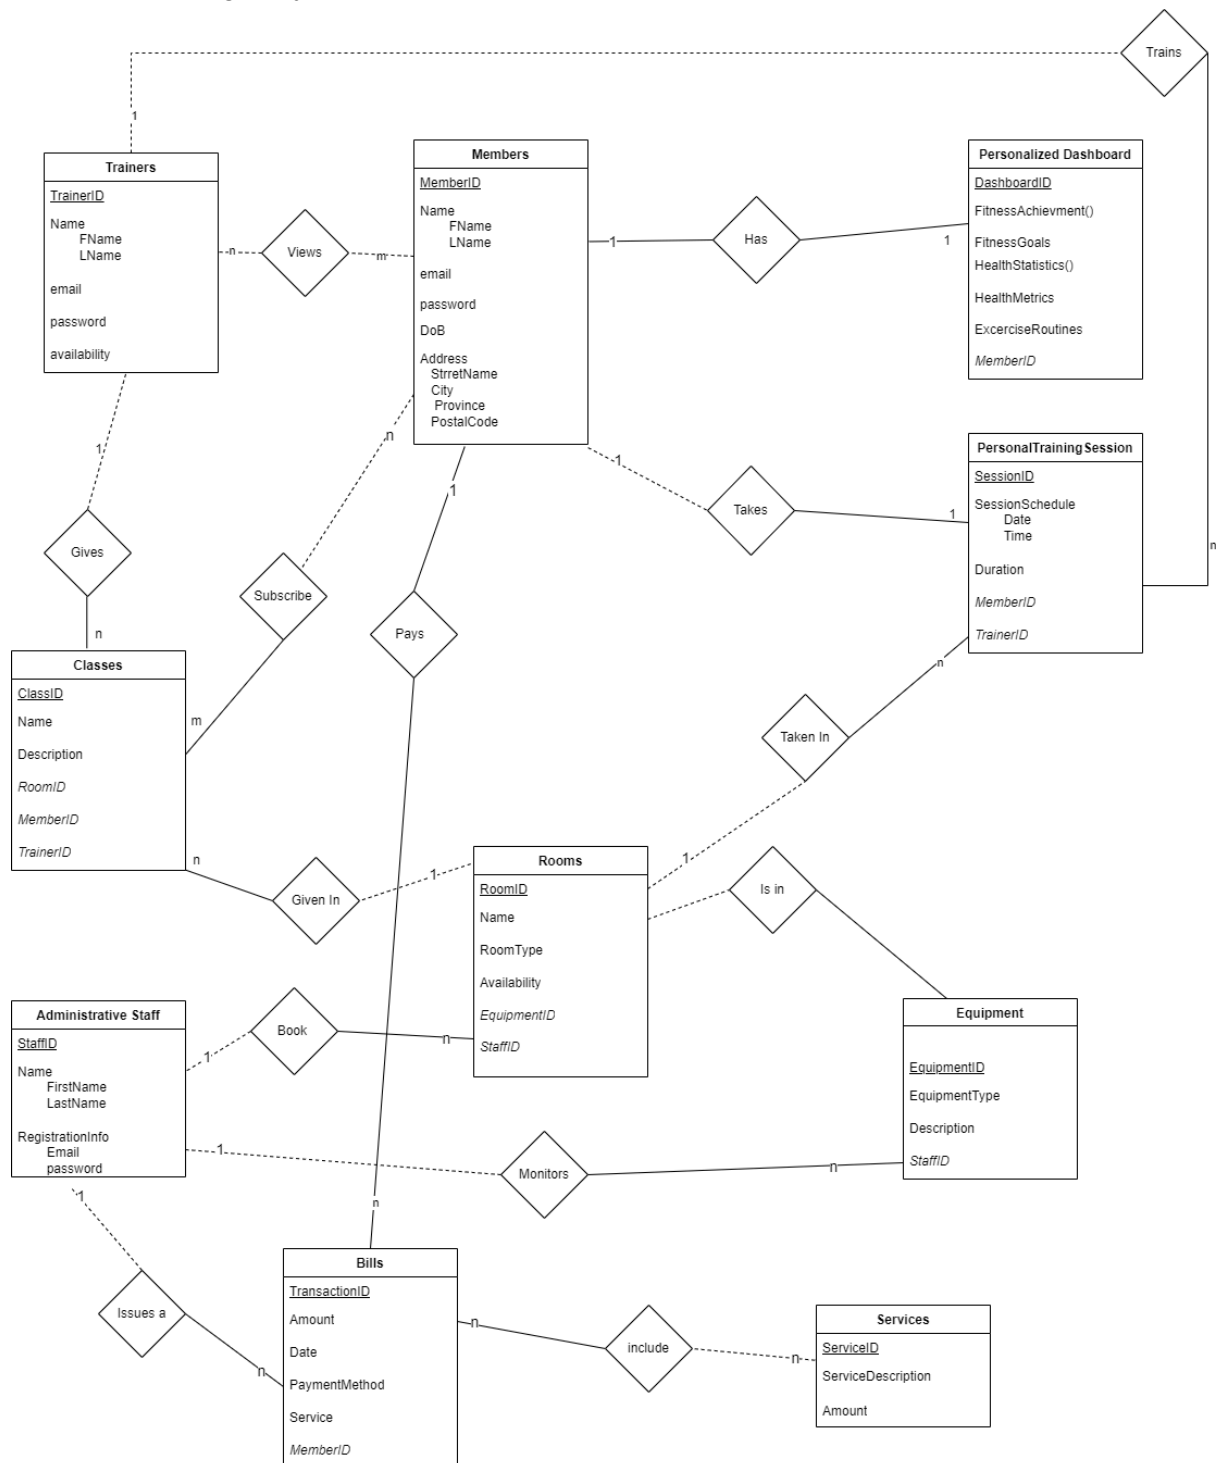 Trains
1
Trainers
TrainerID
Name
FName
LName
email
password
availability
n
Views
m
Members
MemberID
Name
FName
LName
email
password
DoB
Address
StrretName
City
Province
PostalCode
1
Has
1
Personalized Dashboard
DashboardID
FitnessAchievment()
FitnessGoals
HealthStatistics()
HealthMetrics
ExcerciseRoutines
MemberID
1
Gives
n
n
Subscribe
m
1
Pays
n
1
Takes
1
PersonalTrainingSession
SessionID
SessionSchedule
Date
Time
Duration
MemberID
TrainerID
n
n
Taken In
1
Classes
ClassID
Name
Description
RoomID
MemberID
TrainerID
n
Given In
1
Rooms
RoomID
Name
RoomType
Availability
EquipmentID
StaffID
Is in
Equipment
EquipmentID
EquipmentType
Description
StaffID
Administrative Staff
StaffID
Name
FirstName
LastName
RegistrationInfo
Email
password
1
Book
n
1
Monitors
n
1
Issues a
n
Bills
TransactionID
Amount
Date
PaymentMethod
Service
MemberID
n
include
n
Services
ServiceID
ServiceDescription
Amount